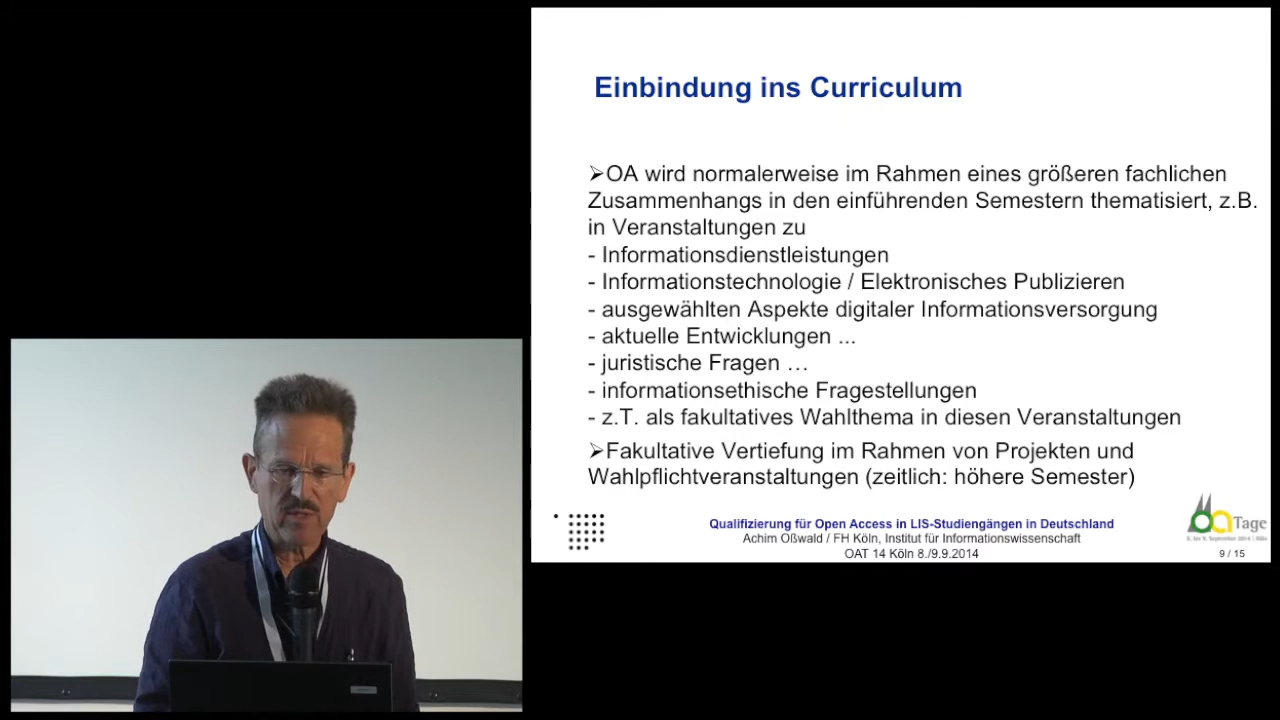 Einbindung ins Curriculum
➢OA wird normalerweise im Rahmen eines größeren fachlichen
Zusammenhangs in den einführenden Semestern thematisiert, z.B.
in Veranstaltungen zu
- Informationsdienstleistungen
- Informationstechnologie / Elektronisches Publizieren
- ausgewählten Aspekte digitaler Informationsversorgung
- aktuelle Entwicklungen ...
- juristische Fragen …
- informationsethische Fragestellungen
- z.T. als fakultatives Wahlthema in diesen Veranstaltungen
➢Fakultative Vertiefung im Rahmen von Projekten und
Wahlpflichtveranstaltungen (zeitlich: höhere Semester)
Qualifizierung für Open Access in LIS-Studiengängen in Deutschland
Achim Oßwald / FH Köln, Institut für Informationswissenschaft
OAT 14 Köln 8./9.9.2014
oa Tage
9 / 15